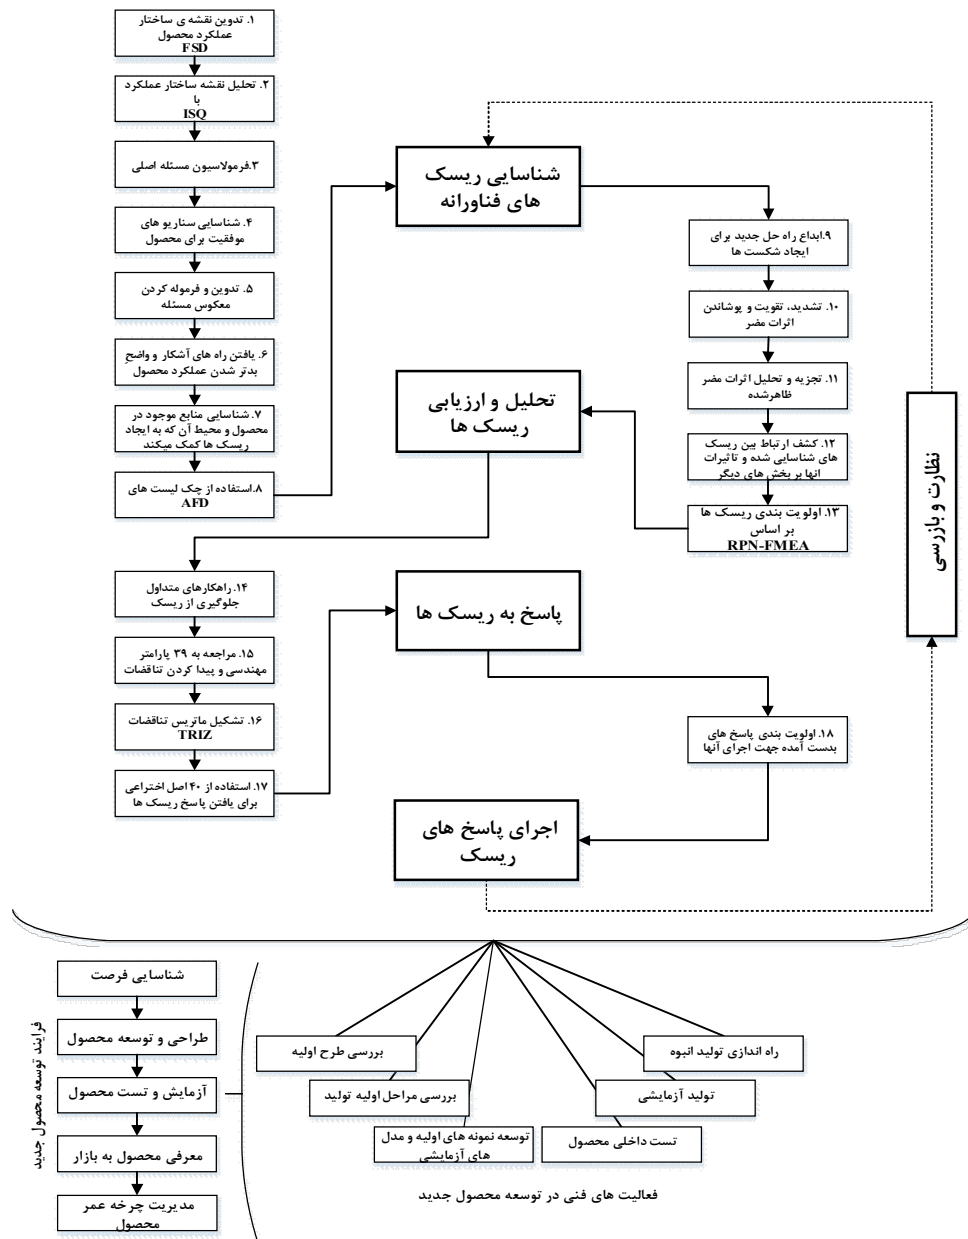 ۱. تدوین نقشه ی ساختار
عملکرد محصول
FSD
۲. تحلیل نقشه ساختار عملکرد
با
ISQ
۳.فرمولاسیون مسئله اصلی
۴. شناسایی سناریو های
موفقیت برای محصول
۵. تدوین و فرموله کردن
معکوس مسئله
۶. یافتن راه های آشکار و واضحِ
بدتر شدن عملکرد محصول
۷. شناسایی منابع موجود در
محصول و محیط آن که به ایجاد
ریسک ها کمک میکند
۸.استفاده از چک لیست های
AFD
شناسایی ریسک
های فناورانه
۹.ابداع راه حل جدید برای
ایجاد شکست ها
۱۰. تشدید، تقویت و پوشاندن
اثرات مضر
۱۱. تجزیه و تحلیل اثرات مضر
ظاهرشده
۱۲. کشف ارتباط بین ریسک
های شناسایی شده و تاثیرات
انها بر بخش های دیگر
۱۳. اولویت بندی ریسک ها
بر اساس
RPN-FMEA
تحلیل و ارزیابی
ریسک ها
۱۴. راهکارهای متداول
جلوگیری از ریسک
۱۵. مراجعه به ۳۹ پارامتر
مهندسی و پیدا کردن تناقضات
۱۶. تشکیل ماتریس تناقضات
TRIZ
۱۷. استفاده از ۴۰ اصل اختراعی
برای یافتن پاسخ ریسک ها
پاسخ به ریسک ها
۱۸. اولویت بندی پاسخ های
بدست آمده جهت اجرای آنها
اجرای پاسخ های
ریسک
نظارت و بازرسی
فرایند توسعه محصول جدید
شناسایی فرصت
طراحی و توسعه محصول
آزمایش و تست محصول
معرفی محصول به بازار
مدیریت چرخه عمر
محصول
بررسی طرح اولیه
بررسی مراحل اولیه تولید
توسعه نمونه های اولیه و مدل
های آزمایشی
تست داخلی محصول
تولید آزمایشی
راه اندازی تولید انبوه
فعالیت های فنی در توسعه محصول جدید